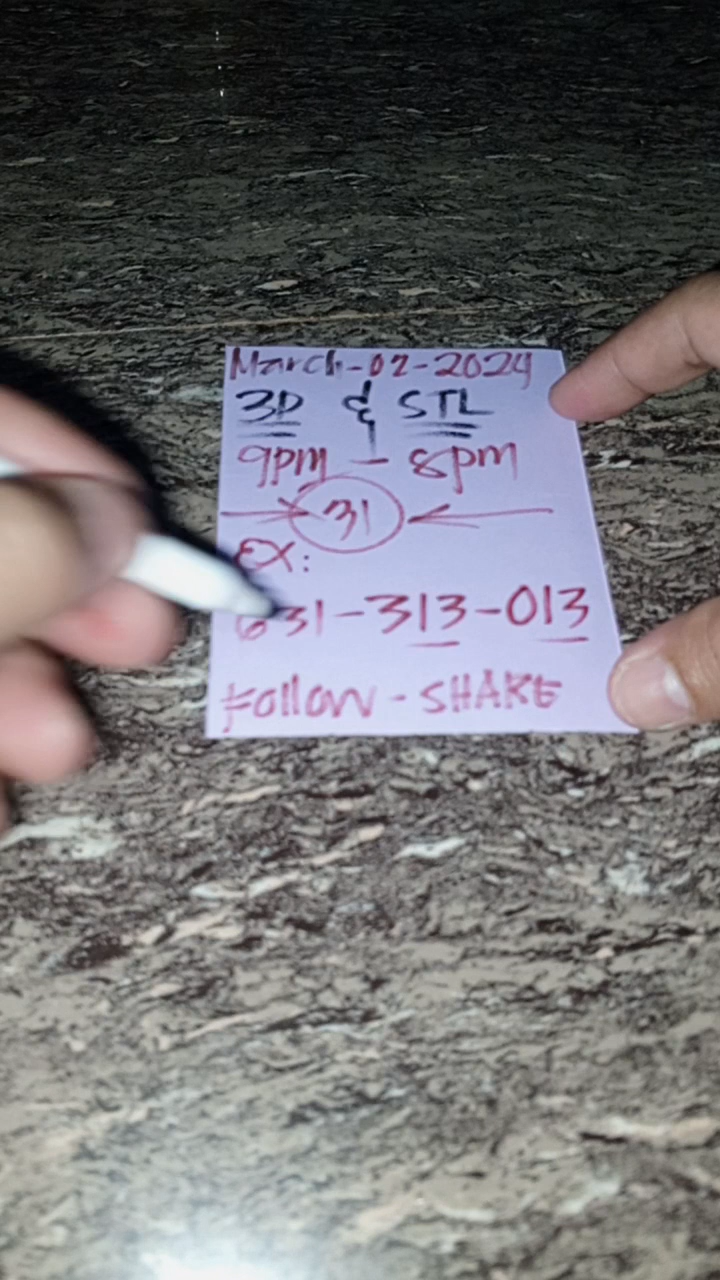 March-02-2024
3D & STL
9pm - 8pm
31
EX:
631-313-013
Follow - SHARE